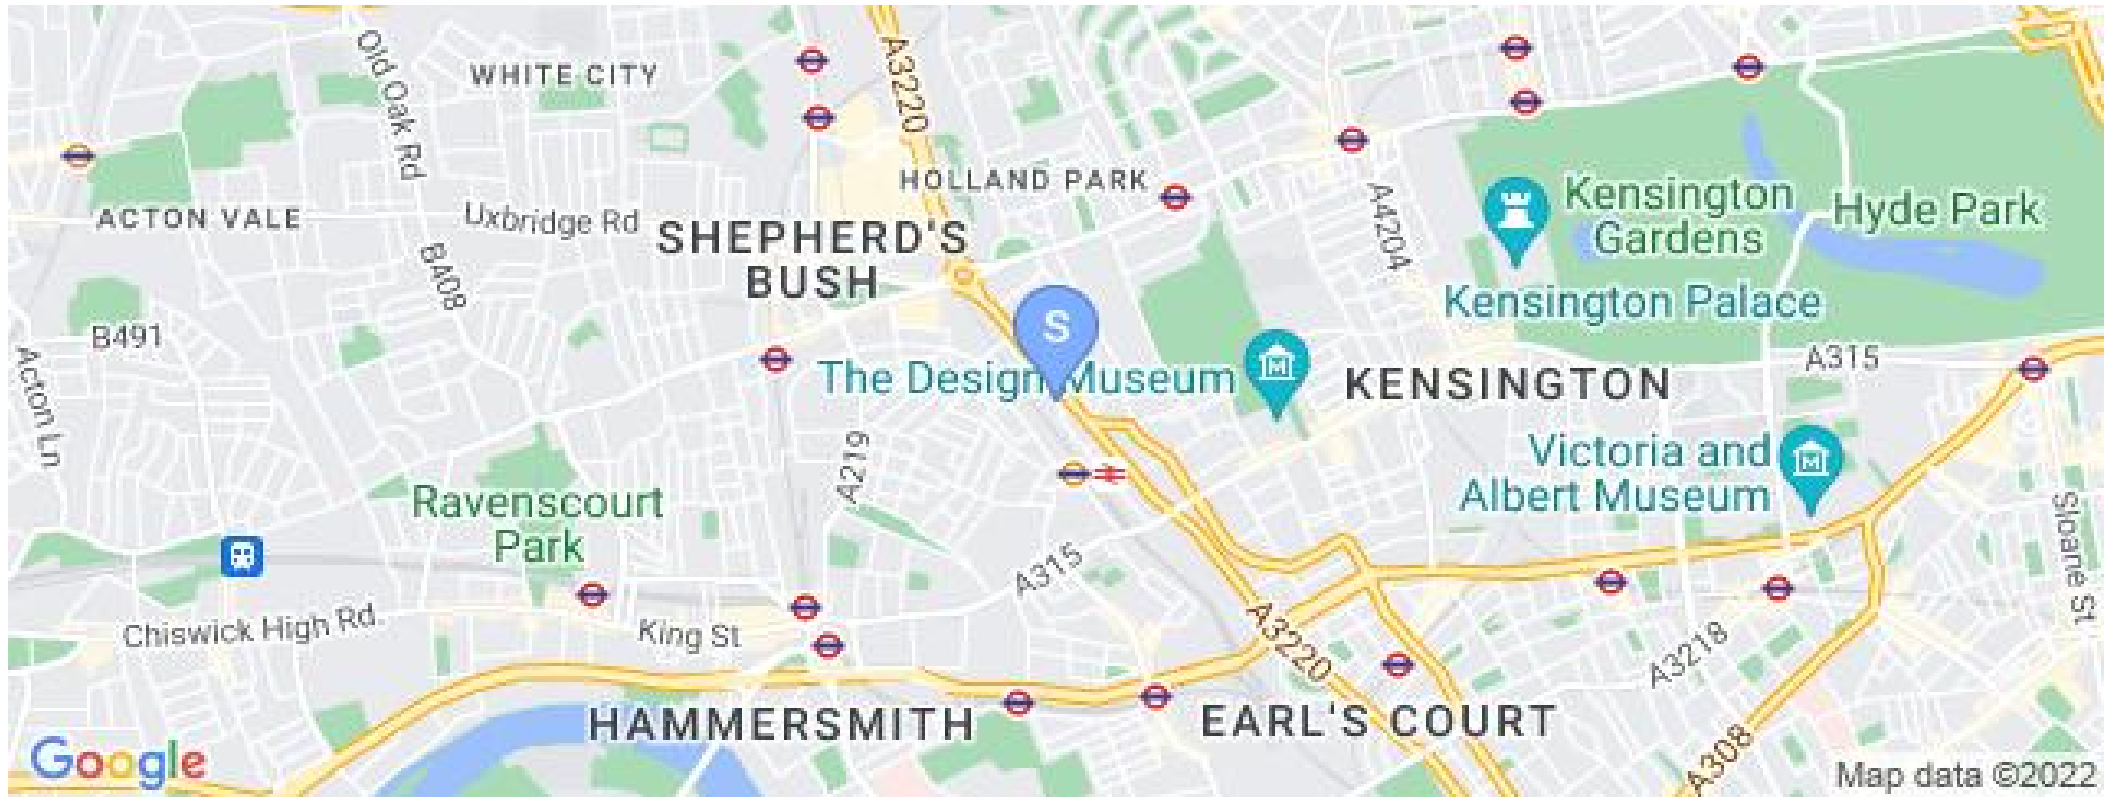 Old Oak Rd
WHITE CITY
A3220
HOLLAND PARK
ACTON VALE
Uxbridge Rd
A4204
Kensington
Gardens
Hyde Park
SHEPHERD'S
BUSH
B408
Kensington Palace
B491
Acton Ln
S
The Design Museum
M
KENSINGTON
A315
A219
Victoria and
Albert Museum
M
Ravenscourt
Park
Sloane St
A315
Chiswick High Rd.
King St
A3220
A3218
HAMMERSMITH
EARL'S COURT
A308
Google
Map data ©2022